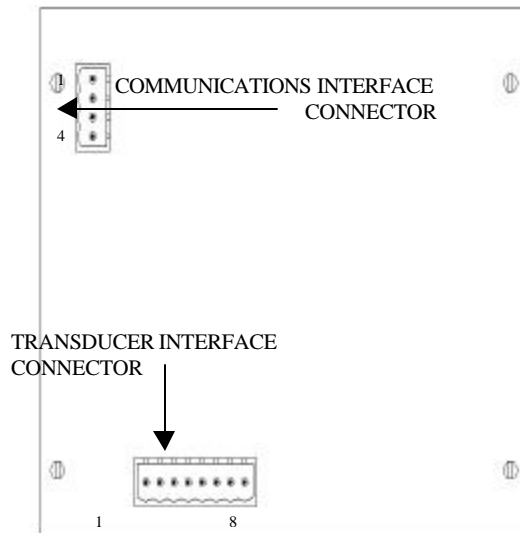 1
COMMUNICATIONS INTERFACE
CONNECTOR
4
TRANSDUCER INTERFACE
CONNECTOR
1 8